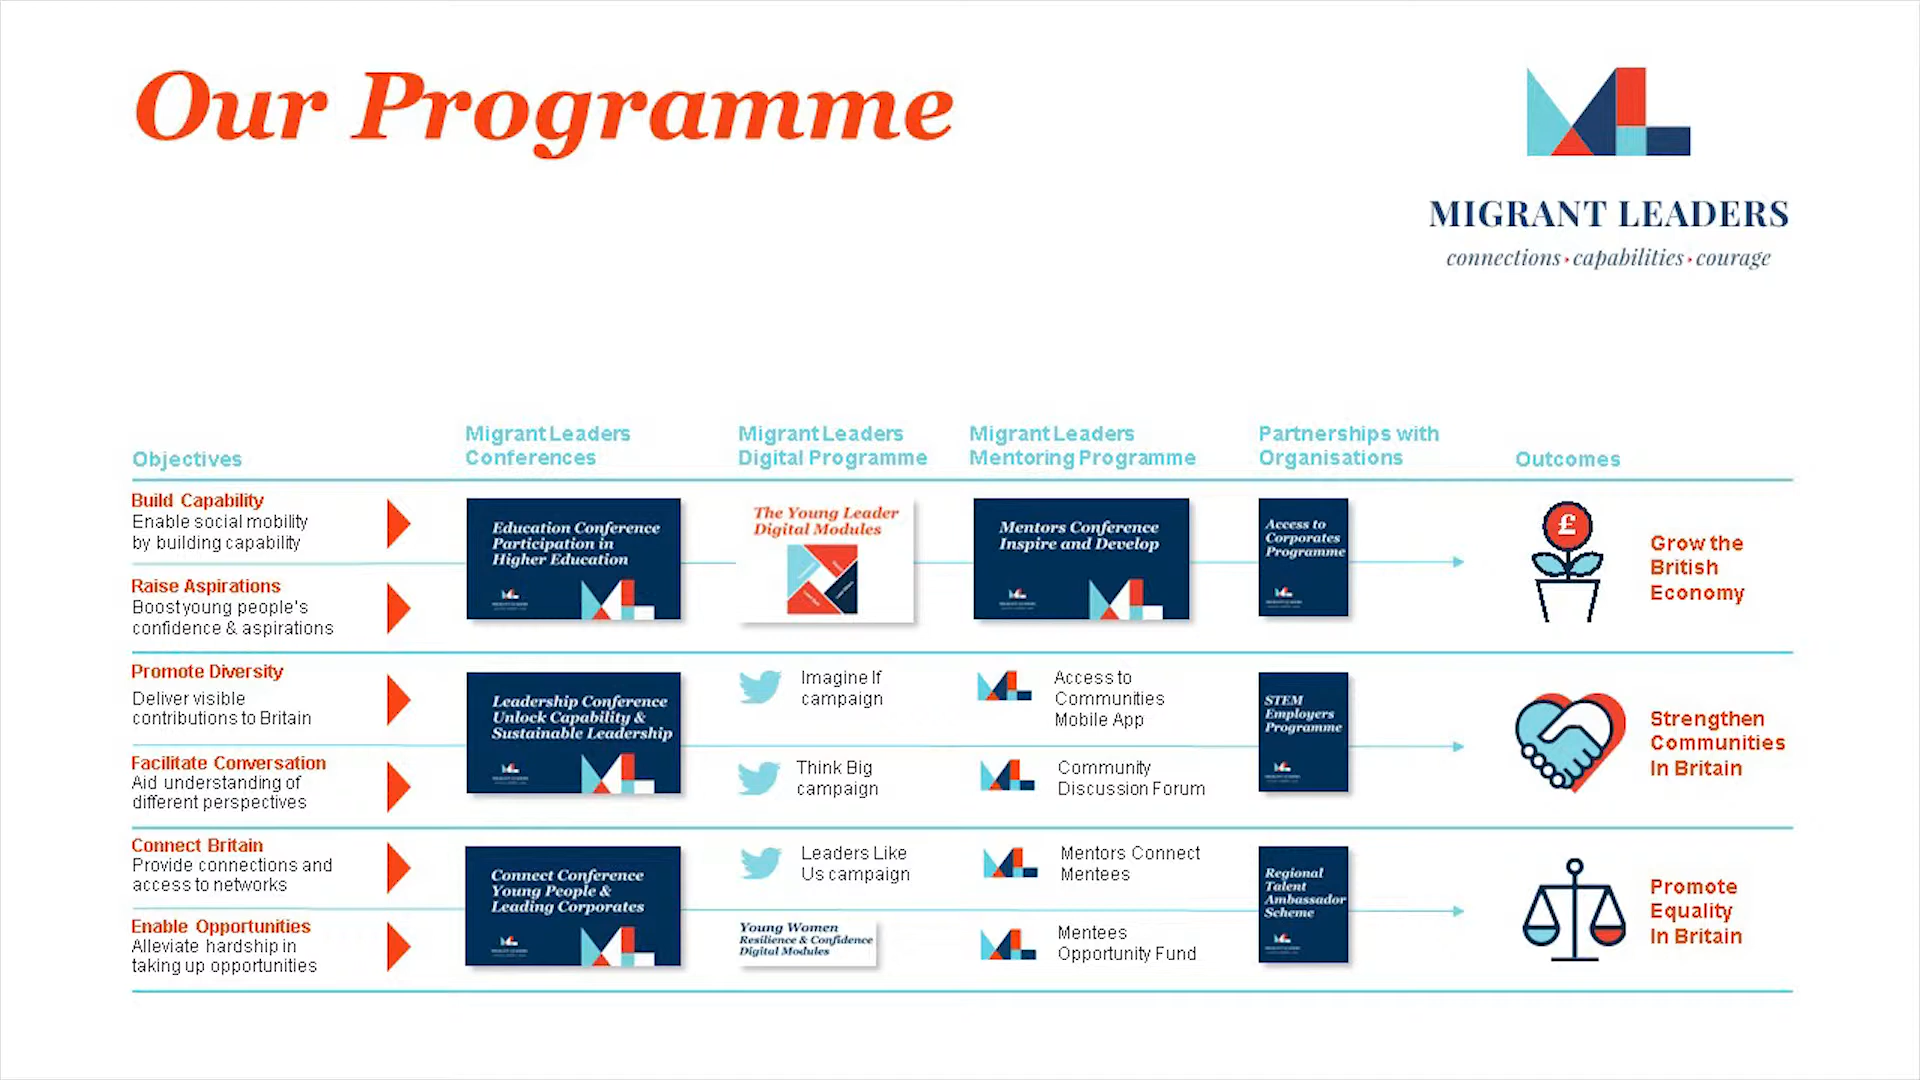 Our Programme
MIGRANT LEADERS
connections · capabilities · courage
Objectives
Migrant Leaders
Conferences
Migrant Leaders
Digital Programme
Migrant Leaders
Mentoring Programme
Partnerships with
Organisations
Outcomes
Build Capability
Enable social mobility
by building capability
Raise Aspirations
Boost young people's
confidence & aspirations
Education Conference
Participation in
Higher Education
The Young Leader
Digital Modules
Mentors Conference
Inspire and Develop
Access to
Corporates
Programme
£
Grow the
British
Economy
Promote Diversity
Deliver visible
contributions to Britain
Facilitate Conversation
Aid understanding of
different perspectives
Leadership Conference
Unlock Capability &
Sustainable Leadership
Imagine If
campaign
Think Big
campaign
Access to
Communities
Mobile App
Community
Discussion Forum
STEM
Employers
Programme
Strengthen
Communities
In Britain
Connect Britain
Provide connections and
access to networks
Enable Opportunities
Alleviate hardship in
taking up opportunities
Connect Conference
Young People &
Leading Corporates
Leaders Like
Us campaign
Young Women
Resilience & Confidence
Digital Modules
Mentors Connect
Mentees
Mentees
Opportunity Fund
Regional
Talent
Ambassador
Scheme
Promote
Equality
In Britain